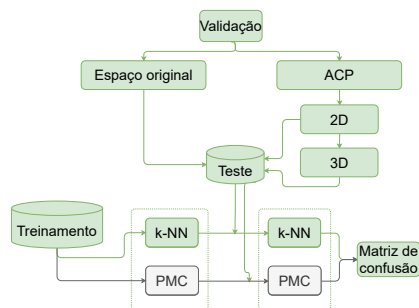 Validação
Espaço original
ACP
2D
3D
Teste
Treinamento
k-NN
k-NN
PMC
PMC
Matriz de
confusão